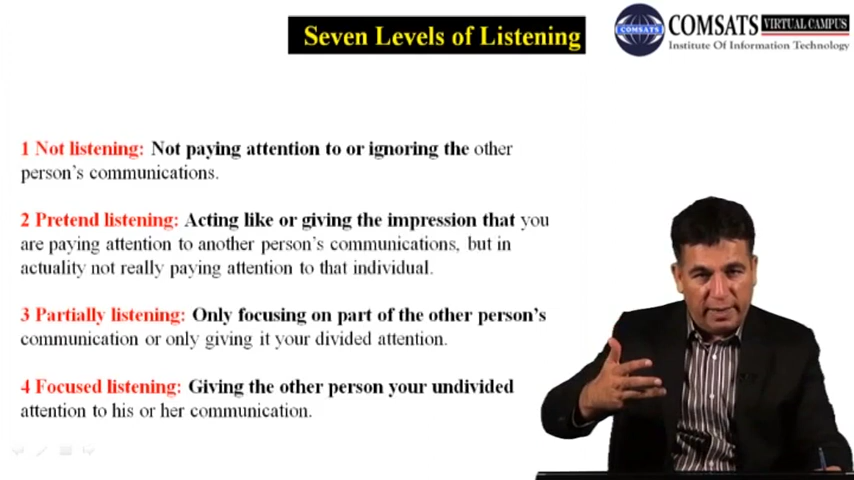 Seven Levels of Listening
COMSATS
COMSATS VIRTUAL CAMPUS
Institute Of Information Technology
1 Not listening: Not paying attention to or ignoring the other
person's communications.
2 Pretend listening: Acting like or giving the impression that you
are paying attention to another person's communications, but in
actuality not really paying attention to that individual.
3 Partially listening: Only focusing on part of the other person's
communication or only giving it your divided attention.
4 Focused listening: Giving the other person your undivided
attention to his or her communication.